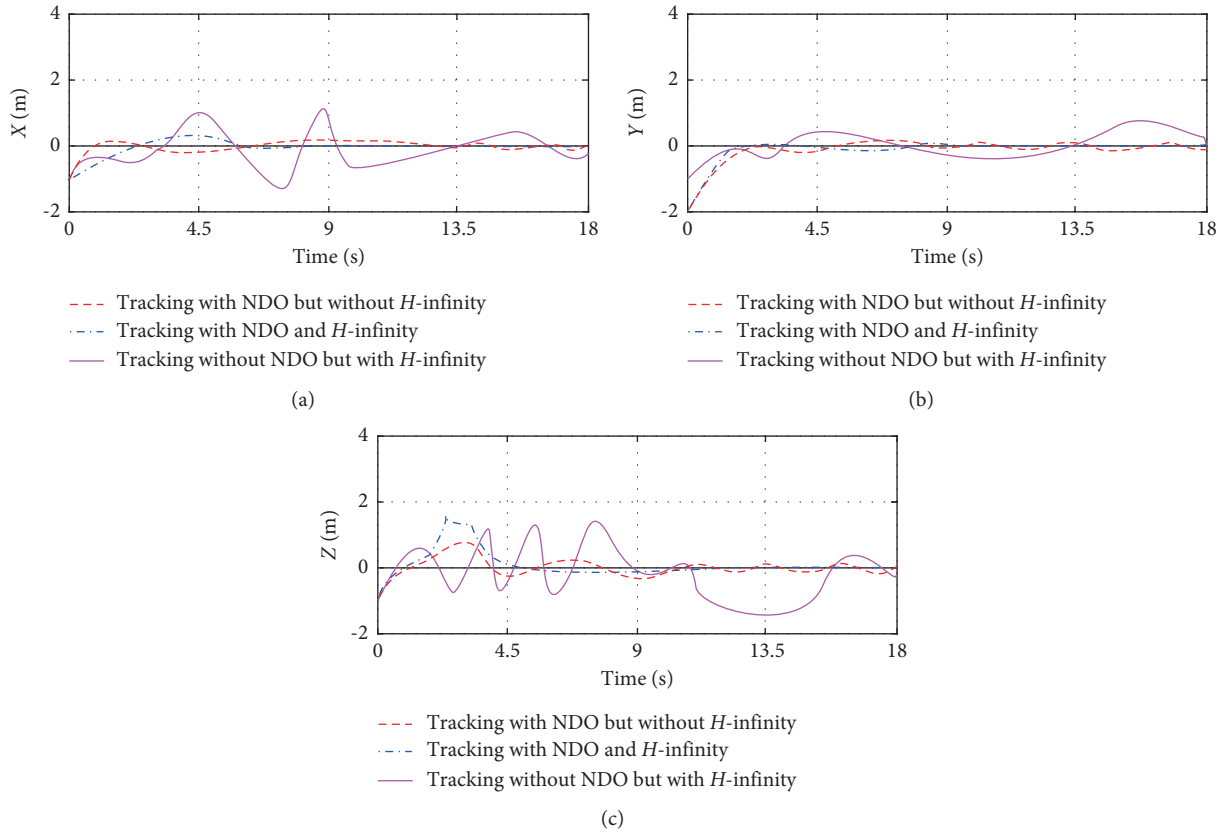 4
2
0
-2
X (m)
0
4.5
9
13.5
18
Time (s)
Tracking with NDO but without H-infinity
Tracking with NDO and H-infinity
Tracking without NDO but with H-infinity
(a)
4
2
0
-2
Y (m)
0
4.5
9
13.5
18
Time (s)
Tracking with NDO but without H-infinity
Tracking with NDO and H-infinity
Tracking without NDO but with H-infinity
(b)
4
2
0
-2
Z (m)
0
4.5
9
13.5
18
Time (s)
Tracking with NDO but without H-infinity
Tracking with NDO and H-infinity
Tracking without NDO but with H-infinity
(c)